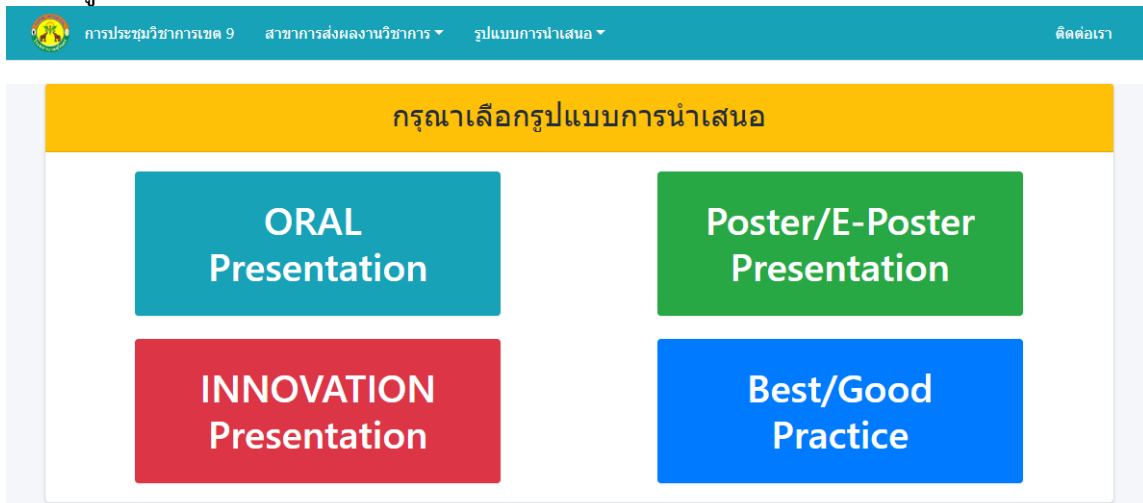 การประชุมวิชาการเขต 9 สาขาการส่งผลงานวิชาการ รูปแบบการนำเสนอ ติดต่อเรา
กรุณาเลือกรูปแบบการนำเสนอ
ORAL
Presentation
Poster/E-Poster
Presentation
INNOVATION
Presentation
Best/Good
Practice